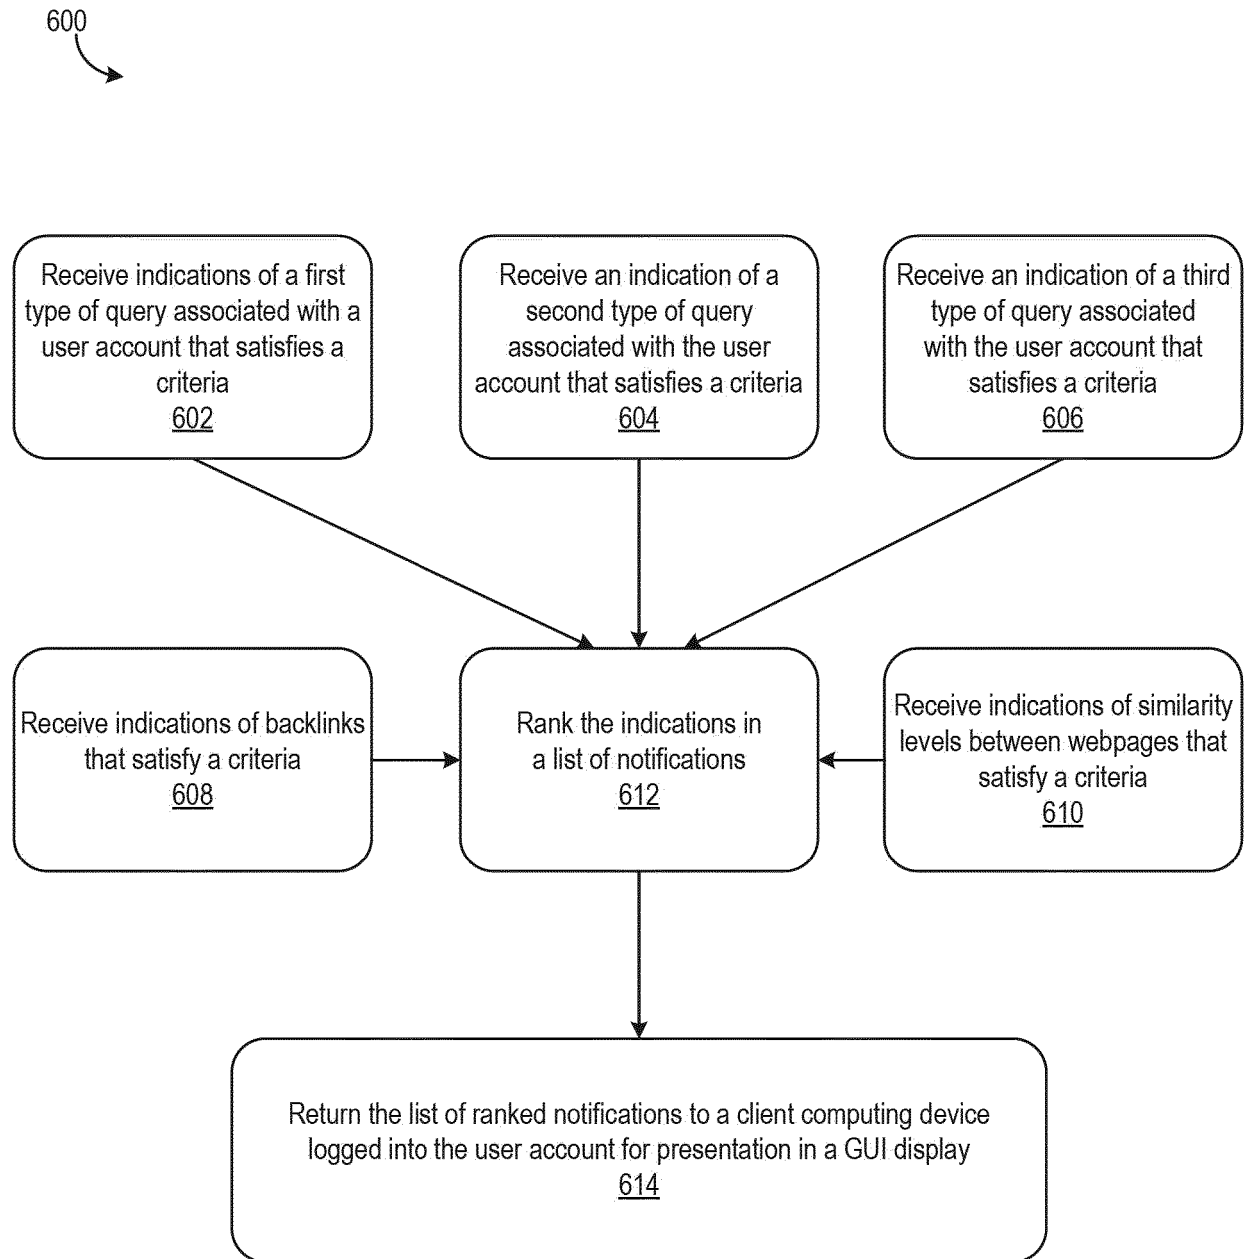 600
Receive indications of a first
type of query associated with a
user account that satisfies a
criteria
602
Receive an indication of a
second type of query
associated with the user
account that satisfies a criteria
604
Receive an indication of a third
type of query associated
with the user account that
satisfies a criteria
606
Receive indications of backlinks
that satisfy a criteria
608
Rank the indications in
a list of notifications
612
Receive indications of similarity
levels between webpages that
satisfy a criteria
610
Return the list of ranked notifications to a client computing device
logged into the user account for presentation in a GUI display
614